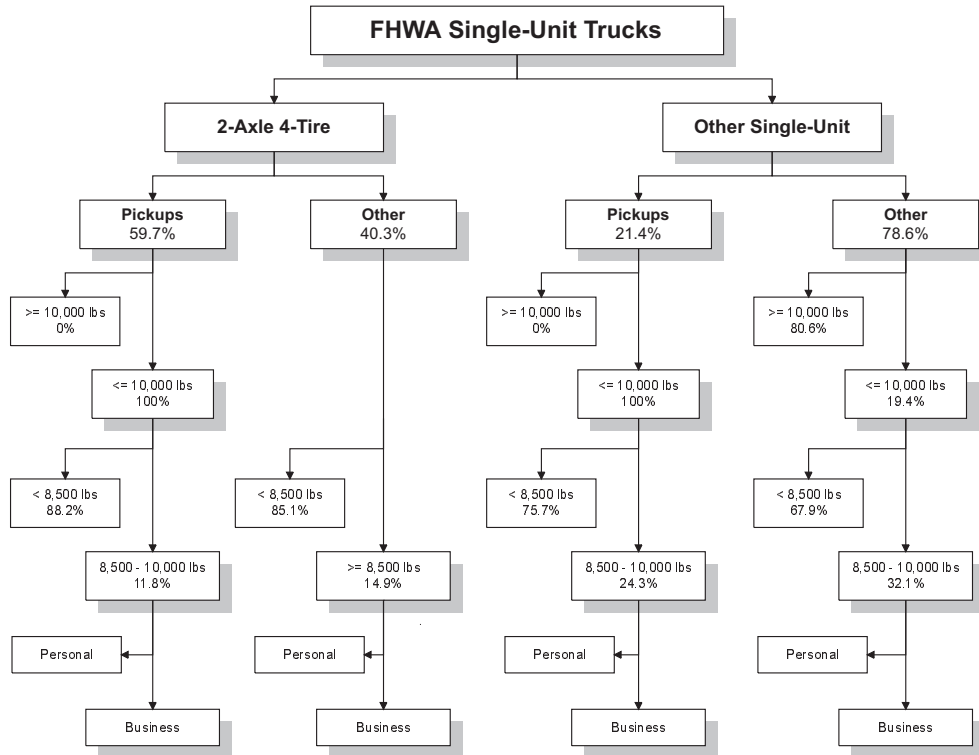 FHWA Single-Unit Trucks
2-Axle 4-Tire
Other Single-Unit
Pickups
59.7%
Other
40.3%
Pickups
21.4%
Other
78.6%
>= 10,000 lbs
0%
>= 10,000 lbs
0%
>= 10,000 lbs
80.6%
<= 10,000 lbs
100%
<= 10,000 lbs
100%
<= 10,000 lbs
19.4%
< 8,500 lbs
88.2%
< 8,500 lbs
85.1%
< 8,500 lbs
75.7%
< 8,500 lbs
67.9%
8,500 - 10,000 lbs
11.8%
>= 8,500 lbs
14.9%
8,500 - 10,000 lbs
24.3%
8,500 - 10,000 lbs
32.1%
Personal
Personal
Personal
Personal
Business
Business
Business
Business